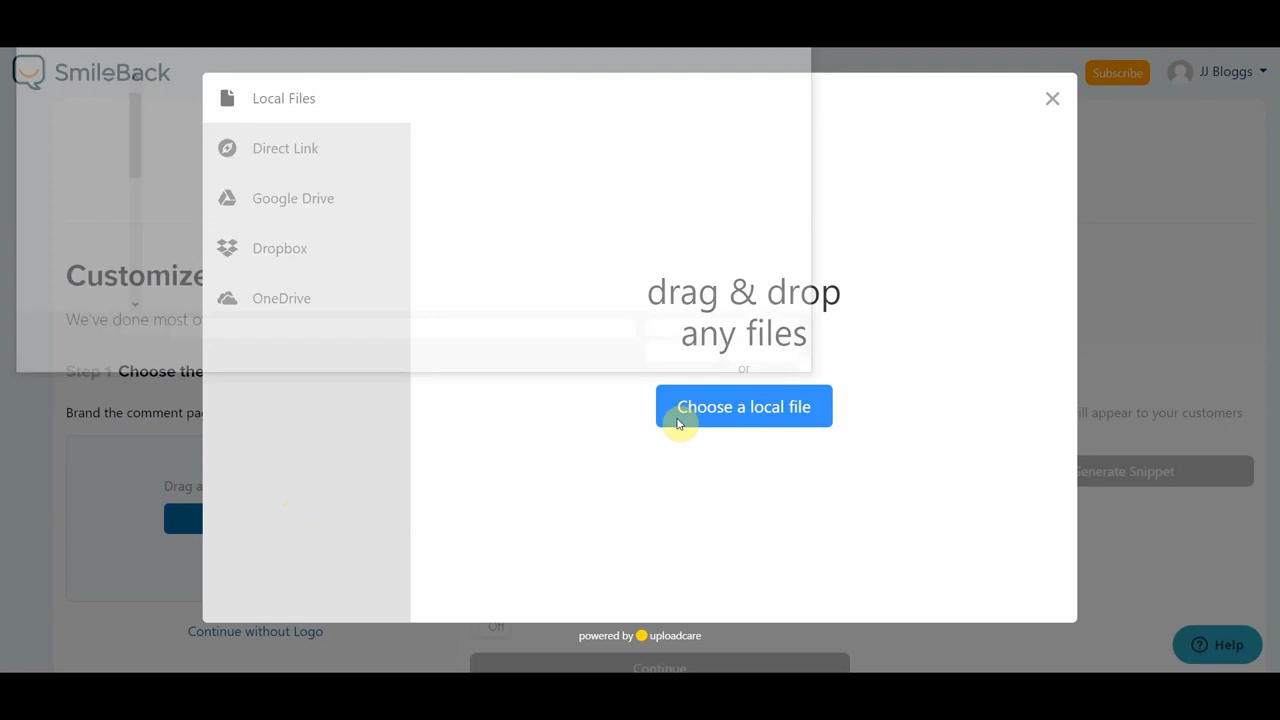 SmileBack
Subscribe
JJ Bloggs
Local Files
Direct Link
Google Drive
Dropbox
OneDrive
Customize
We've done most o
Step 1 Choose the
Brand the comment pa
drag & drop
any files
or
Choose a local file
ill appear to your customers
Generate Snippet
Drag a
Continue without Logo
Off
powered by uploadcare
Continue
Help